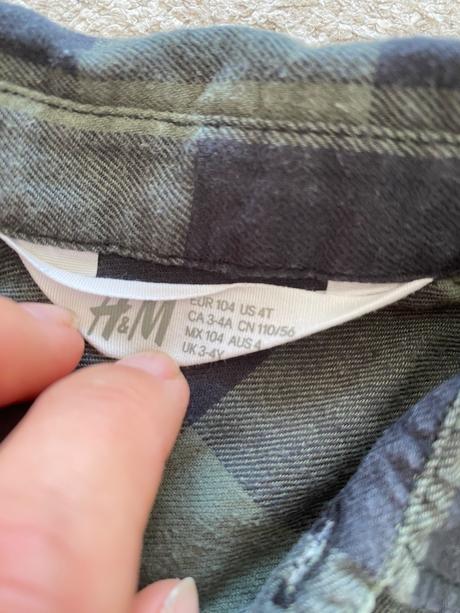 H&M
EUR 104 US 4T
CA 3-4A CN 110/56
MX 104 AUS 4
UK 3-4Y